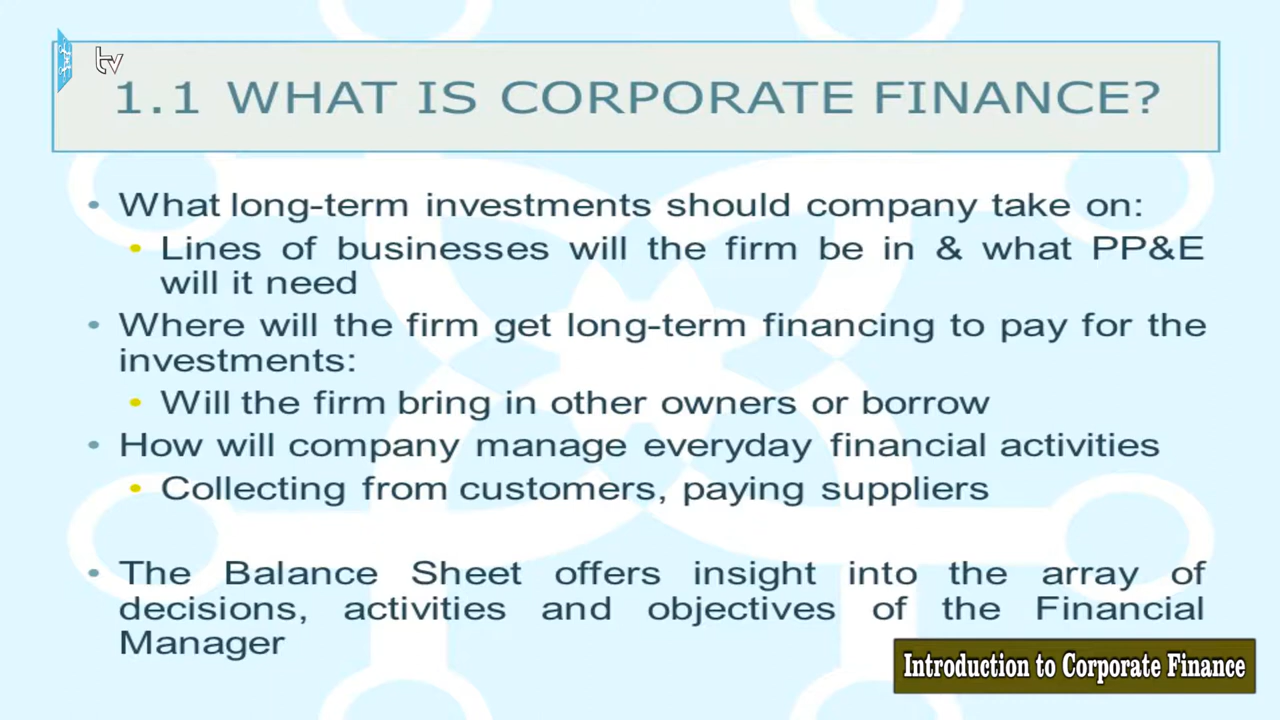 tv
1.1 WHAT IS CORPORATE FINANCE?
• What long-term investments should company take on:
• Lines of businesses will the firm be in & what PP&E
will it need
• Where will the firm get long-term financing to pay for the
investments:
• Will the firm bring in other owners or borrow
• How will company manage everyday financial activities
• Collecting from customers, paying suppliers
• The Balance Sheet offers insight into the array of
decisions, activities and objectives of the Financial
Manager
Introduction to Corporate Finance